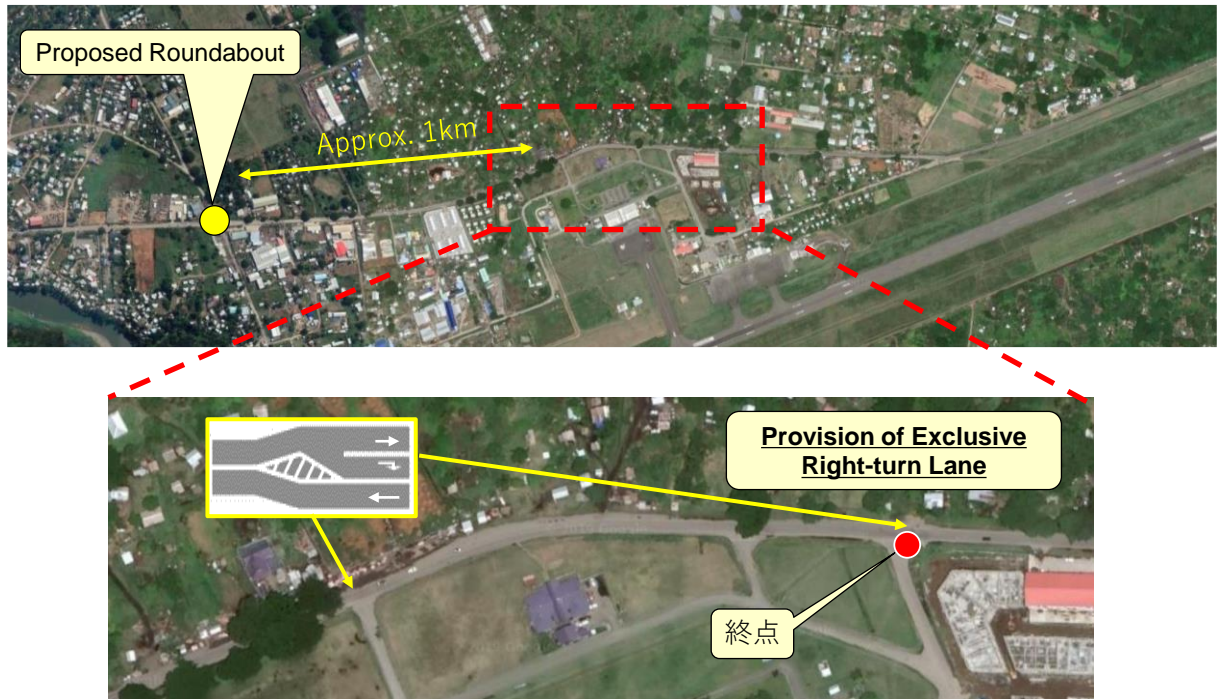 Proposed Roundabout
Approx. 1km
Provision of Exclusive
Right-turn Lane
終点